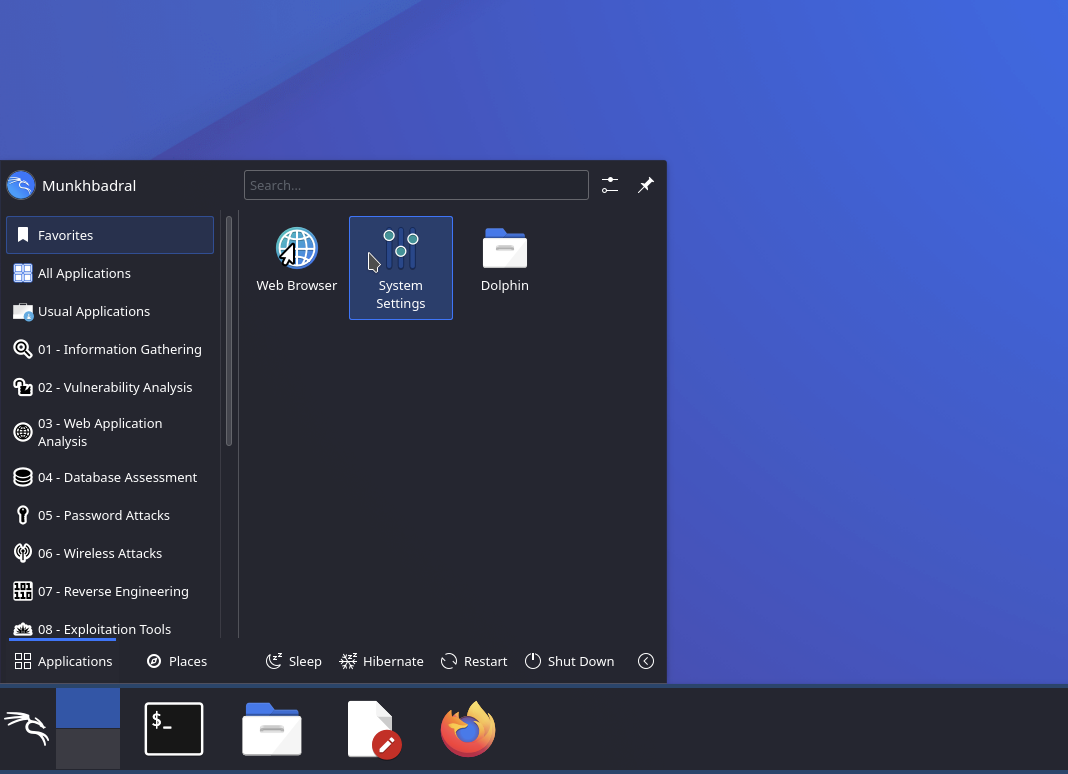 Munkhbadral
Search...
Favorites
All Applications
Usual Applications
01 - Information Gathering
02 - Vulnerability Analysis
03 - Web Application
Analysis
04 - Database Assessment
05 - Password Attacks
06 - Wireless Attacks
07 - Reverse Engineering
08 - Exploitation Tools
Web Browser
System
Settings
Dolphin
Applications
Places
Sleep
Hibernate
Restart
Shut Down
$_